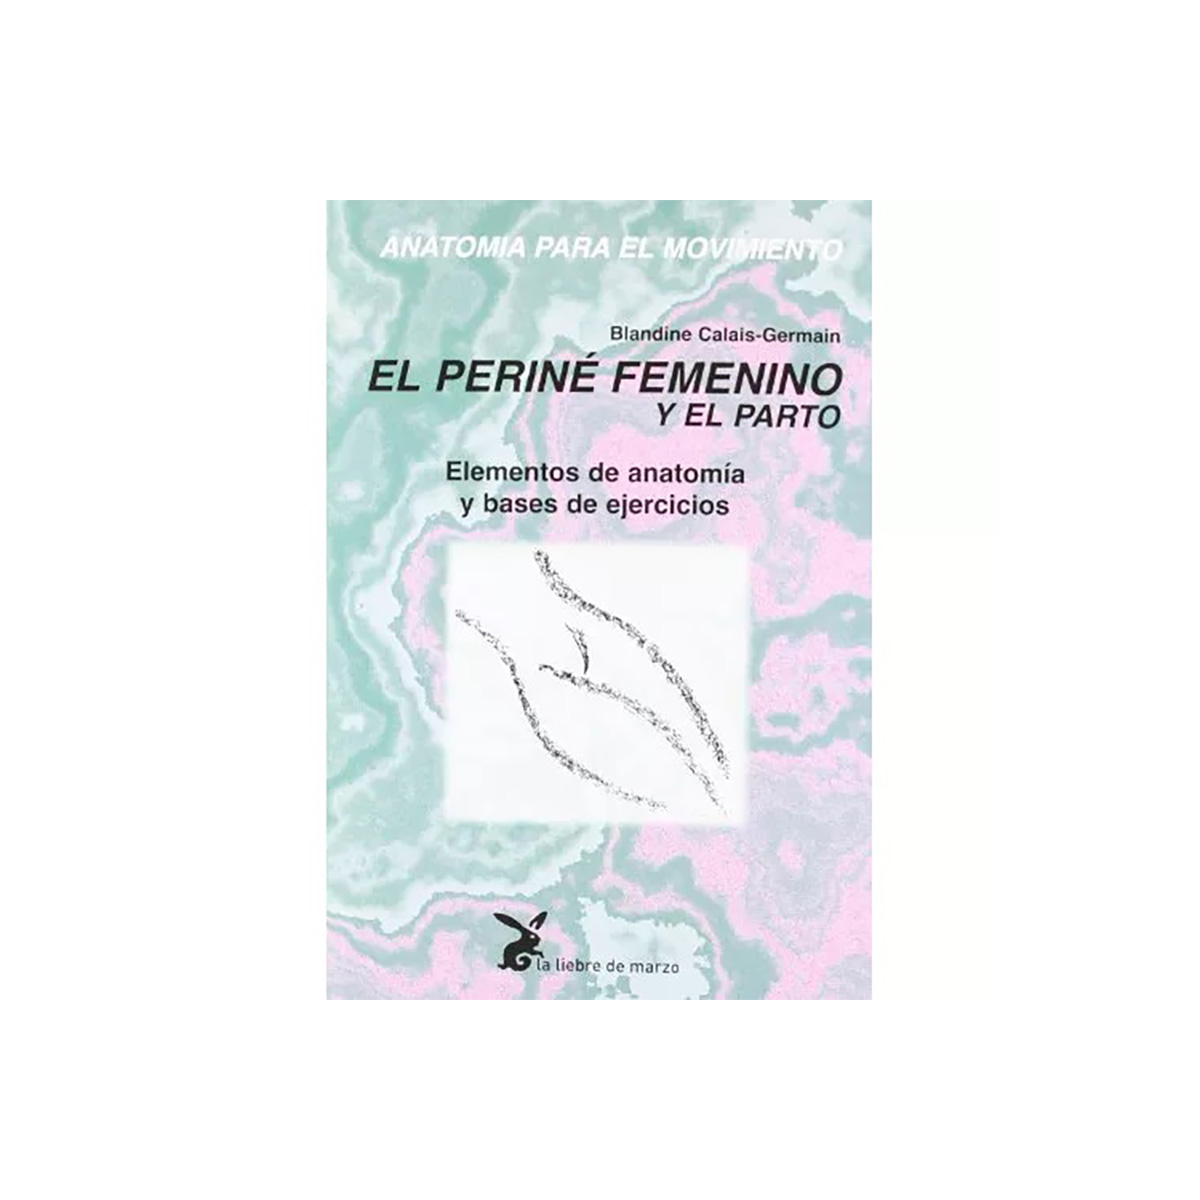 ANATOMIA PARA EL MOVIMIENTO
Blandine Calais-Germain
EL PERINÉ FEMENINO
Y EL PARTO
Elementos de anatomía
y bases de ejercicios
la liebre de marzo